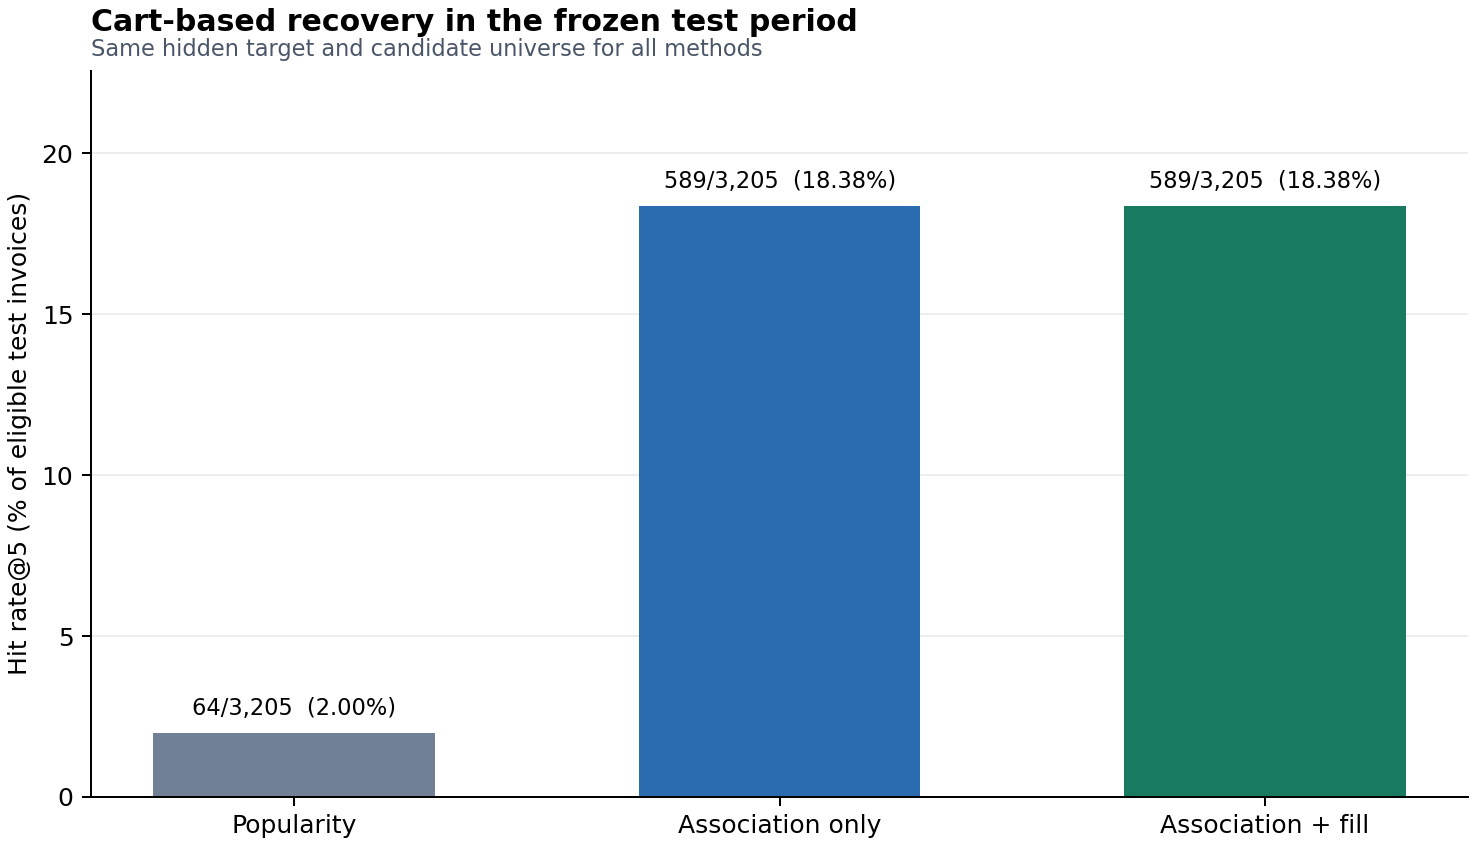 Cart-based recovery in the frozen test period
Same hidden target and candidate universe for all methods
Hit rate@5 (% of eligible test invoices)
20
15
10
5
0
64/3,205 (2.00%)
589/3,205 (18.38%)
589/3,205 (18.38%)
Popularity
Association only
Association + fill